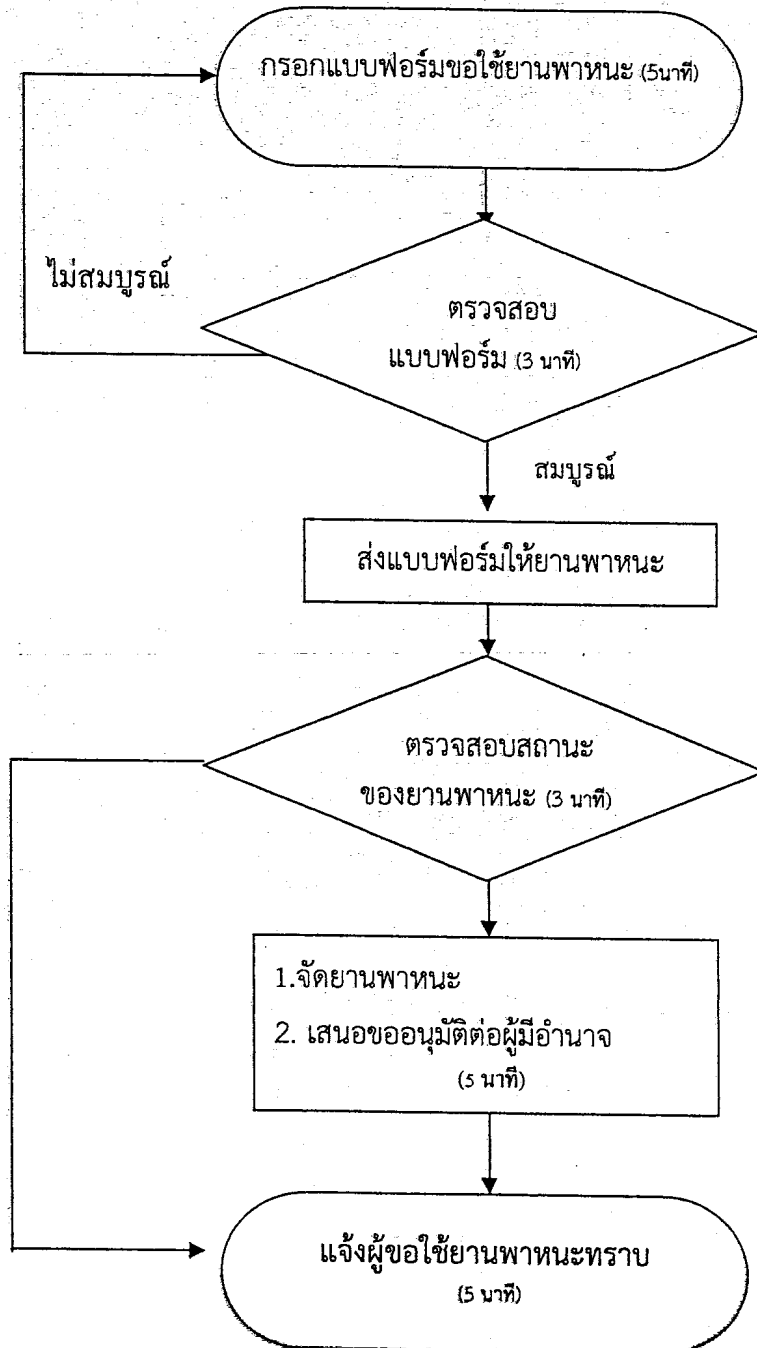 กรอกแบบฟอร์มขอใช้ยานพาหนะ (5นาที)
ไม่สมบูรณ์
ตรวจสอบ
แบบฟอร์ม (3 นาที)
สมบูรณ์
ส่งแบบฟอร์มให้ยานพาหนะ
ตรวจสอบสถานะ
ของยานพาหนะ (3 นาที)
1.จัดยานพาหนะ
2. เสนอขออนุมัติต่อผู้มีอำนาจ
(5 นาที)
แจ้งผู้ขอใช้ยานพาหนะทราบ
(5 นาที)